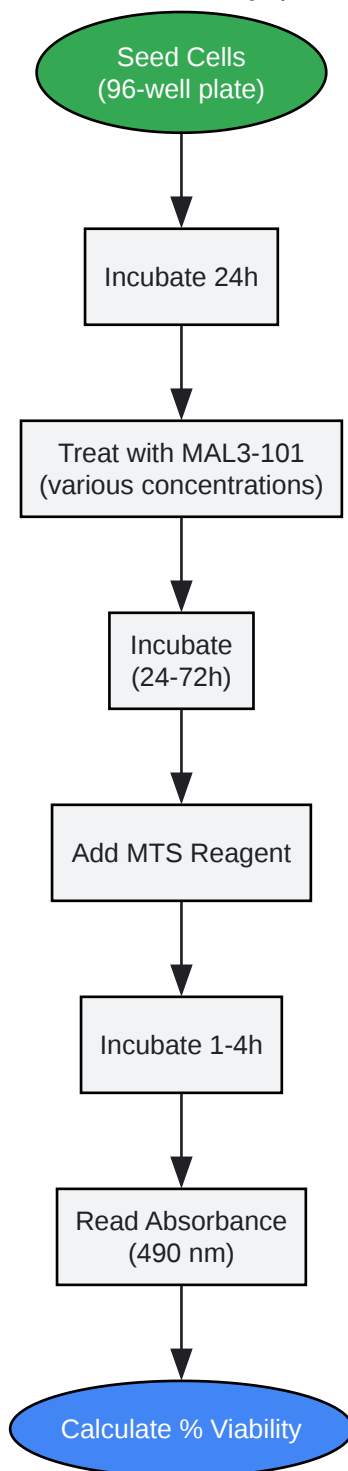 Seed Cells
(96-well plate)
Incubate 24h
Treat with MAL3-101
(various concentrations)
Incubate
(24-72h)
Add MTS Reagent
Incubate 1-4h
Read Absorbance
(490 nm)
Calculate % Viability